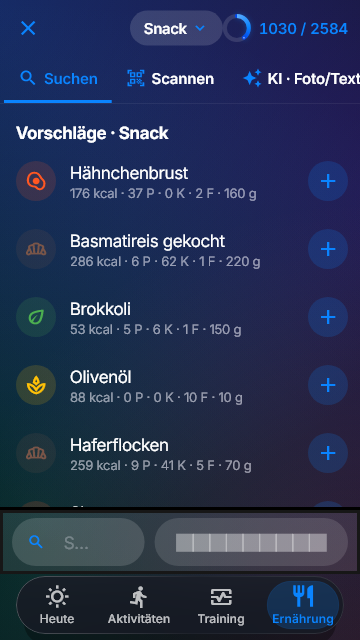 Snack
1030 / 2584
Suchen
Scannen
KI · Foto/Text
Vorschläge · Snack
Hähnchenbrust
176 kcal · 37 P · 0 K · 2 F · 160 g
Basmatireis gekocht
286 kcal · 6 P · 62 K · 1 F · 220 g
Brokkoli
53 kcal · 5 P · 6 K · 1 F · 150 g
Olivenöl
88 kcal · 0 P · 0 K · 10 F · 10 g
Haferflocken
259 kcal · 9 P · 41 K · 5 F · 70 g
S...
Heute
Aktivitäten
Training
Ernährung